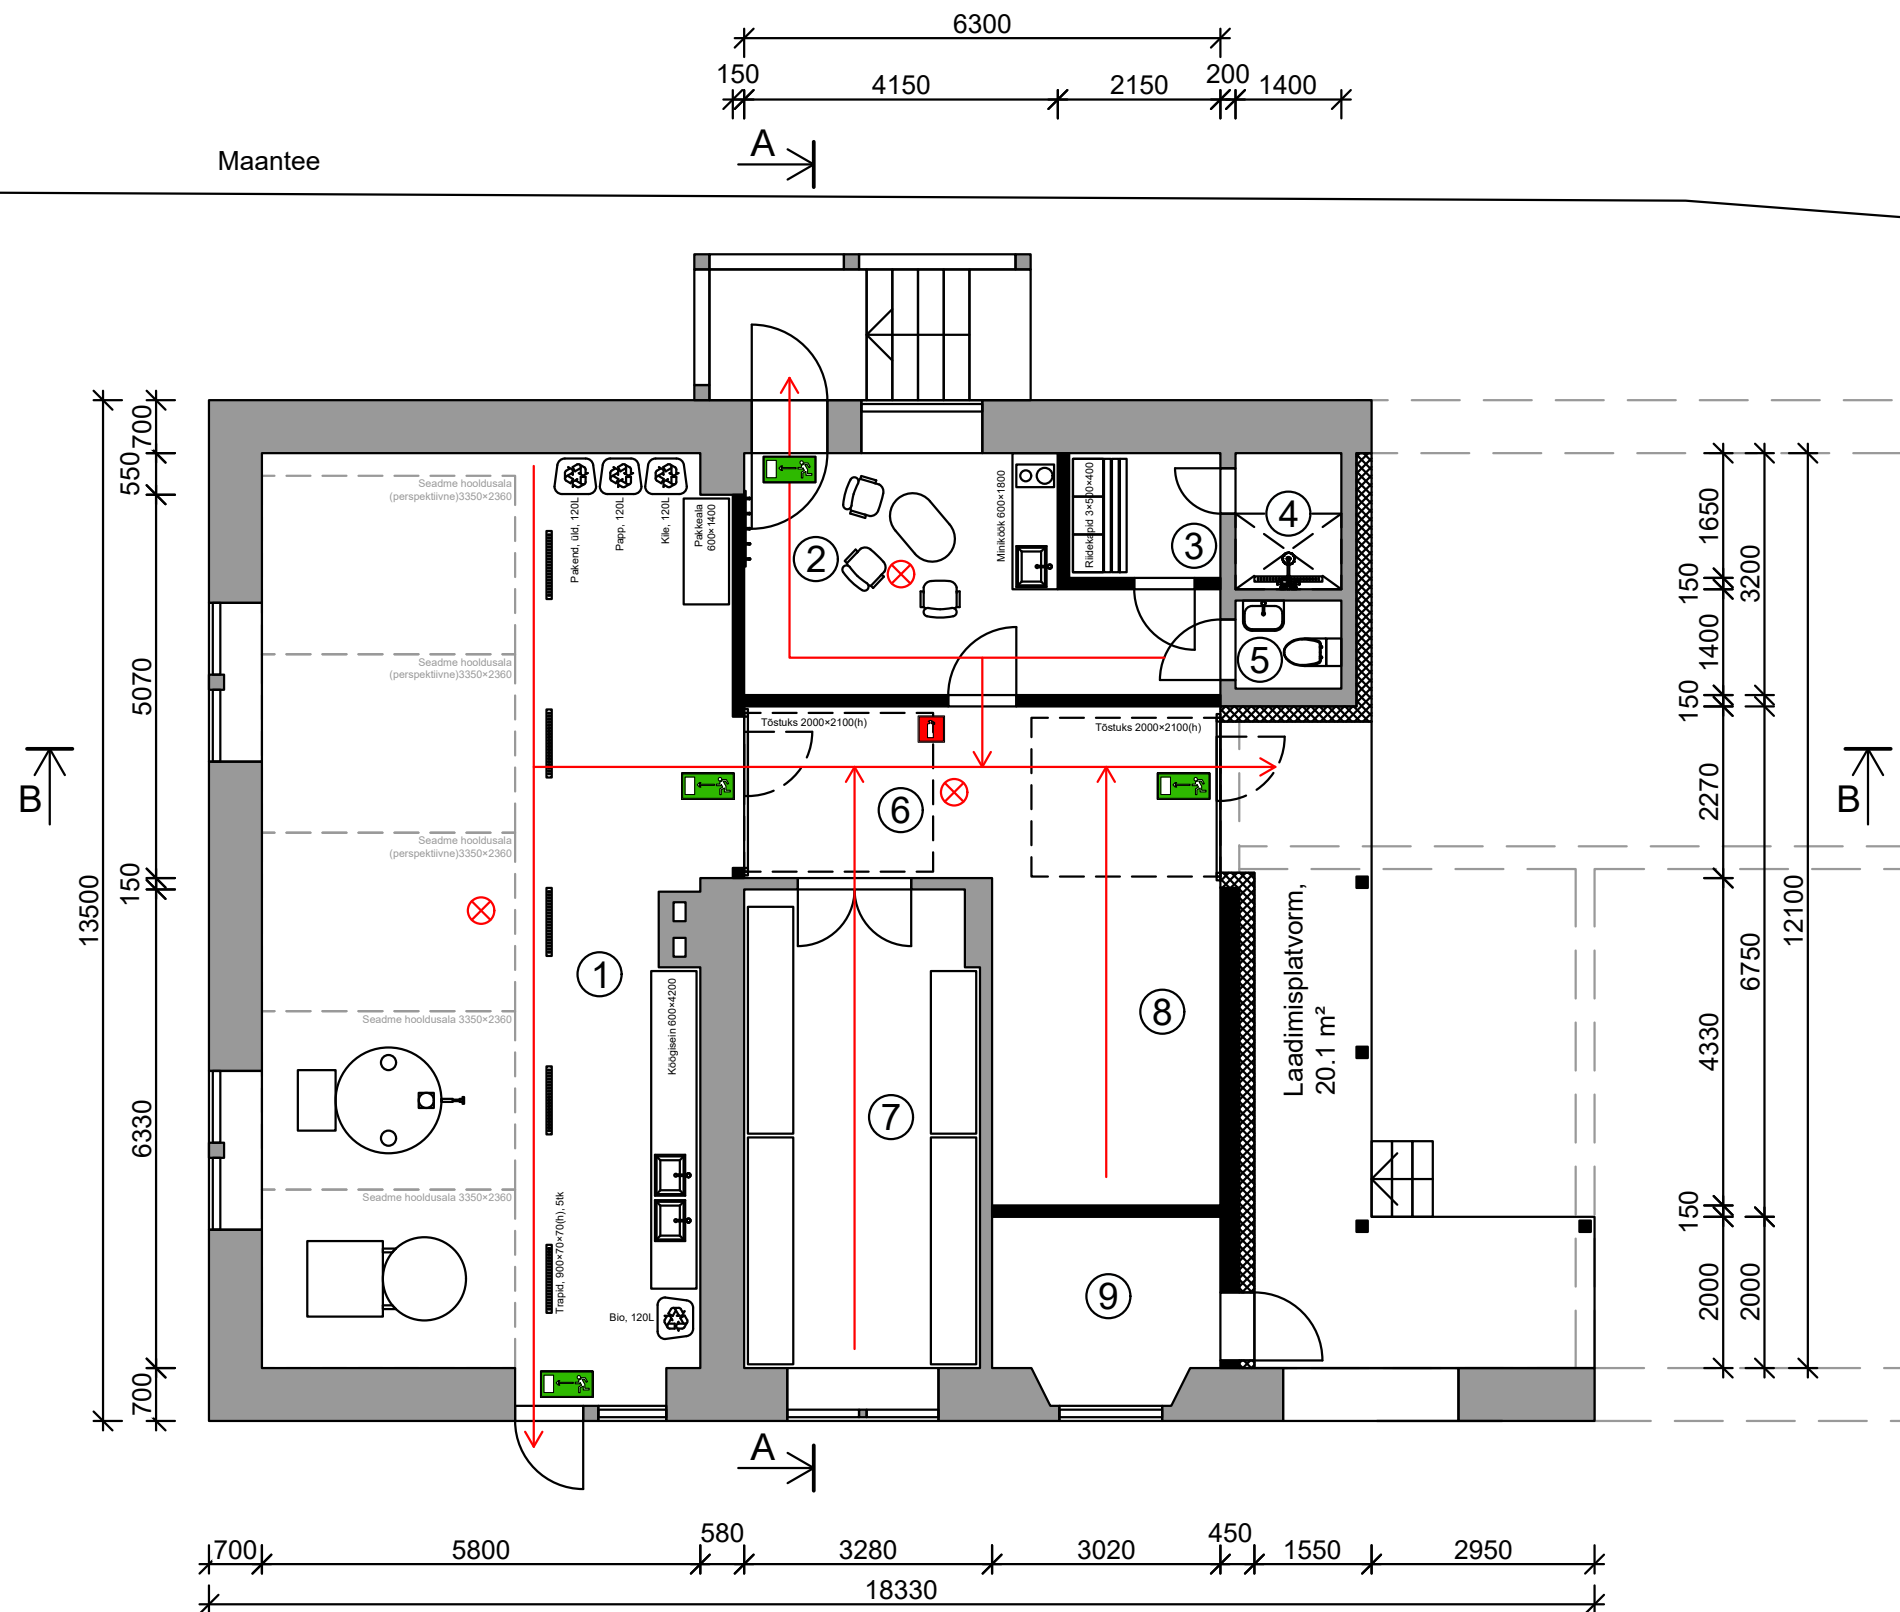 6300
150
4150
2150
200
1400
A
Maantee
700
550
5070
150
13500
6330
700
Seadme hooldusala
(perspektiivne)3350×2360
Seadme hooldusala
(perspektiivne)3350×2360
Seadme hooldusala
(perspektiivne)3350×2360
Seadme hooldusala 3350×2360
Seadme hooldusala 3350×2360
Pakend, üld, 120L
Papp, 120L
Kile, 120L
Pakkeala
600×1400
Miniköök 600×1800
Riidekapid 3×500×400
2
3
4
5
Tõstuks 2000×2100(h)
Tõstuks 2000×2100(h)
B
B
6
1
Köögisein 600×4200
7
8
9
Trapid, 900×70×70(h), 5tk
Bio, 120L
Laadimisplatvorm,
20.1 m²
1650
150
3200
1400
150
2270
12100
6750
4330
150
2000
2000
A
700
5800
580
3280
3020
450
1550
2950
18330